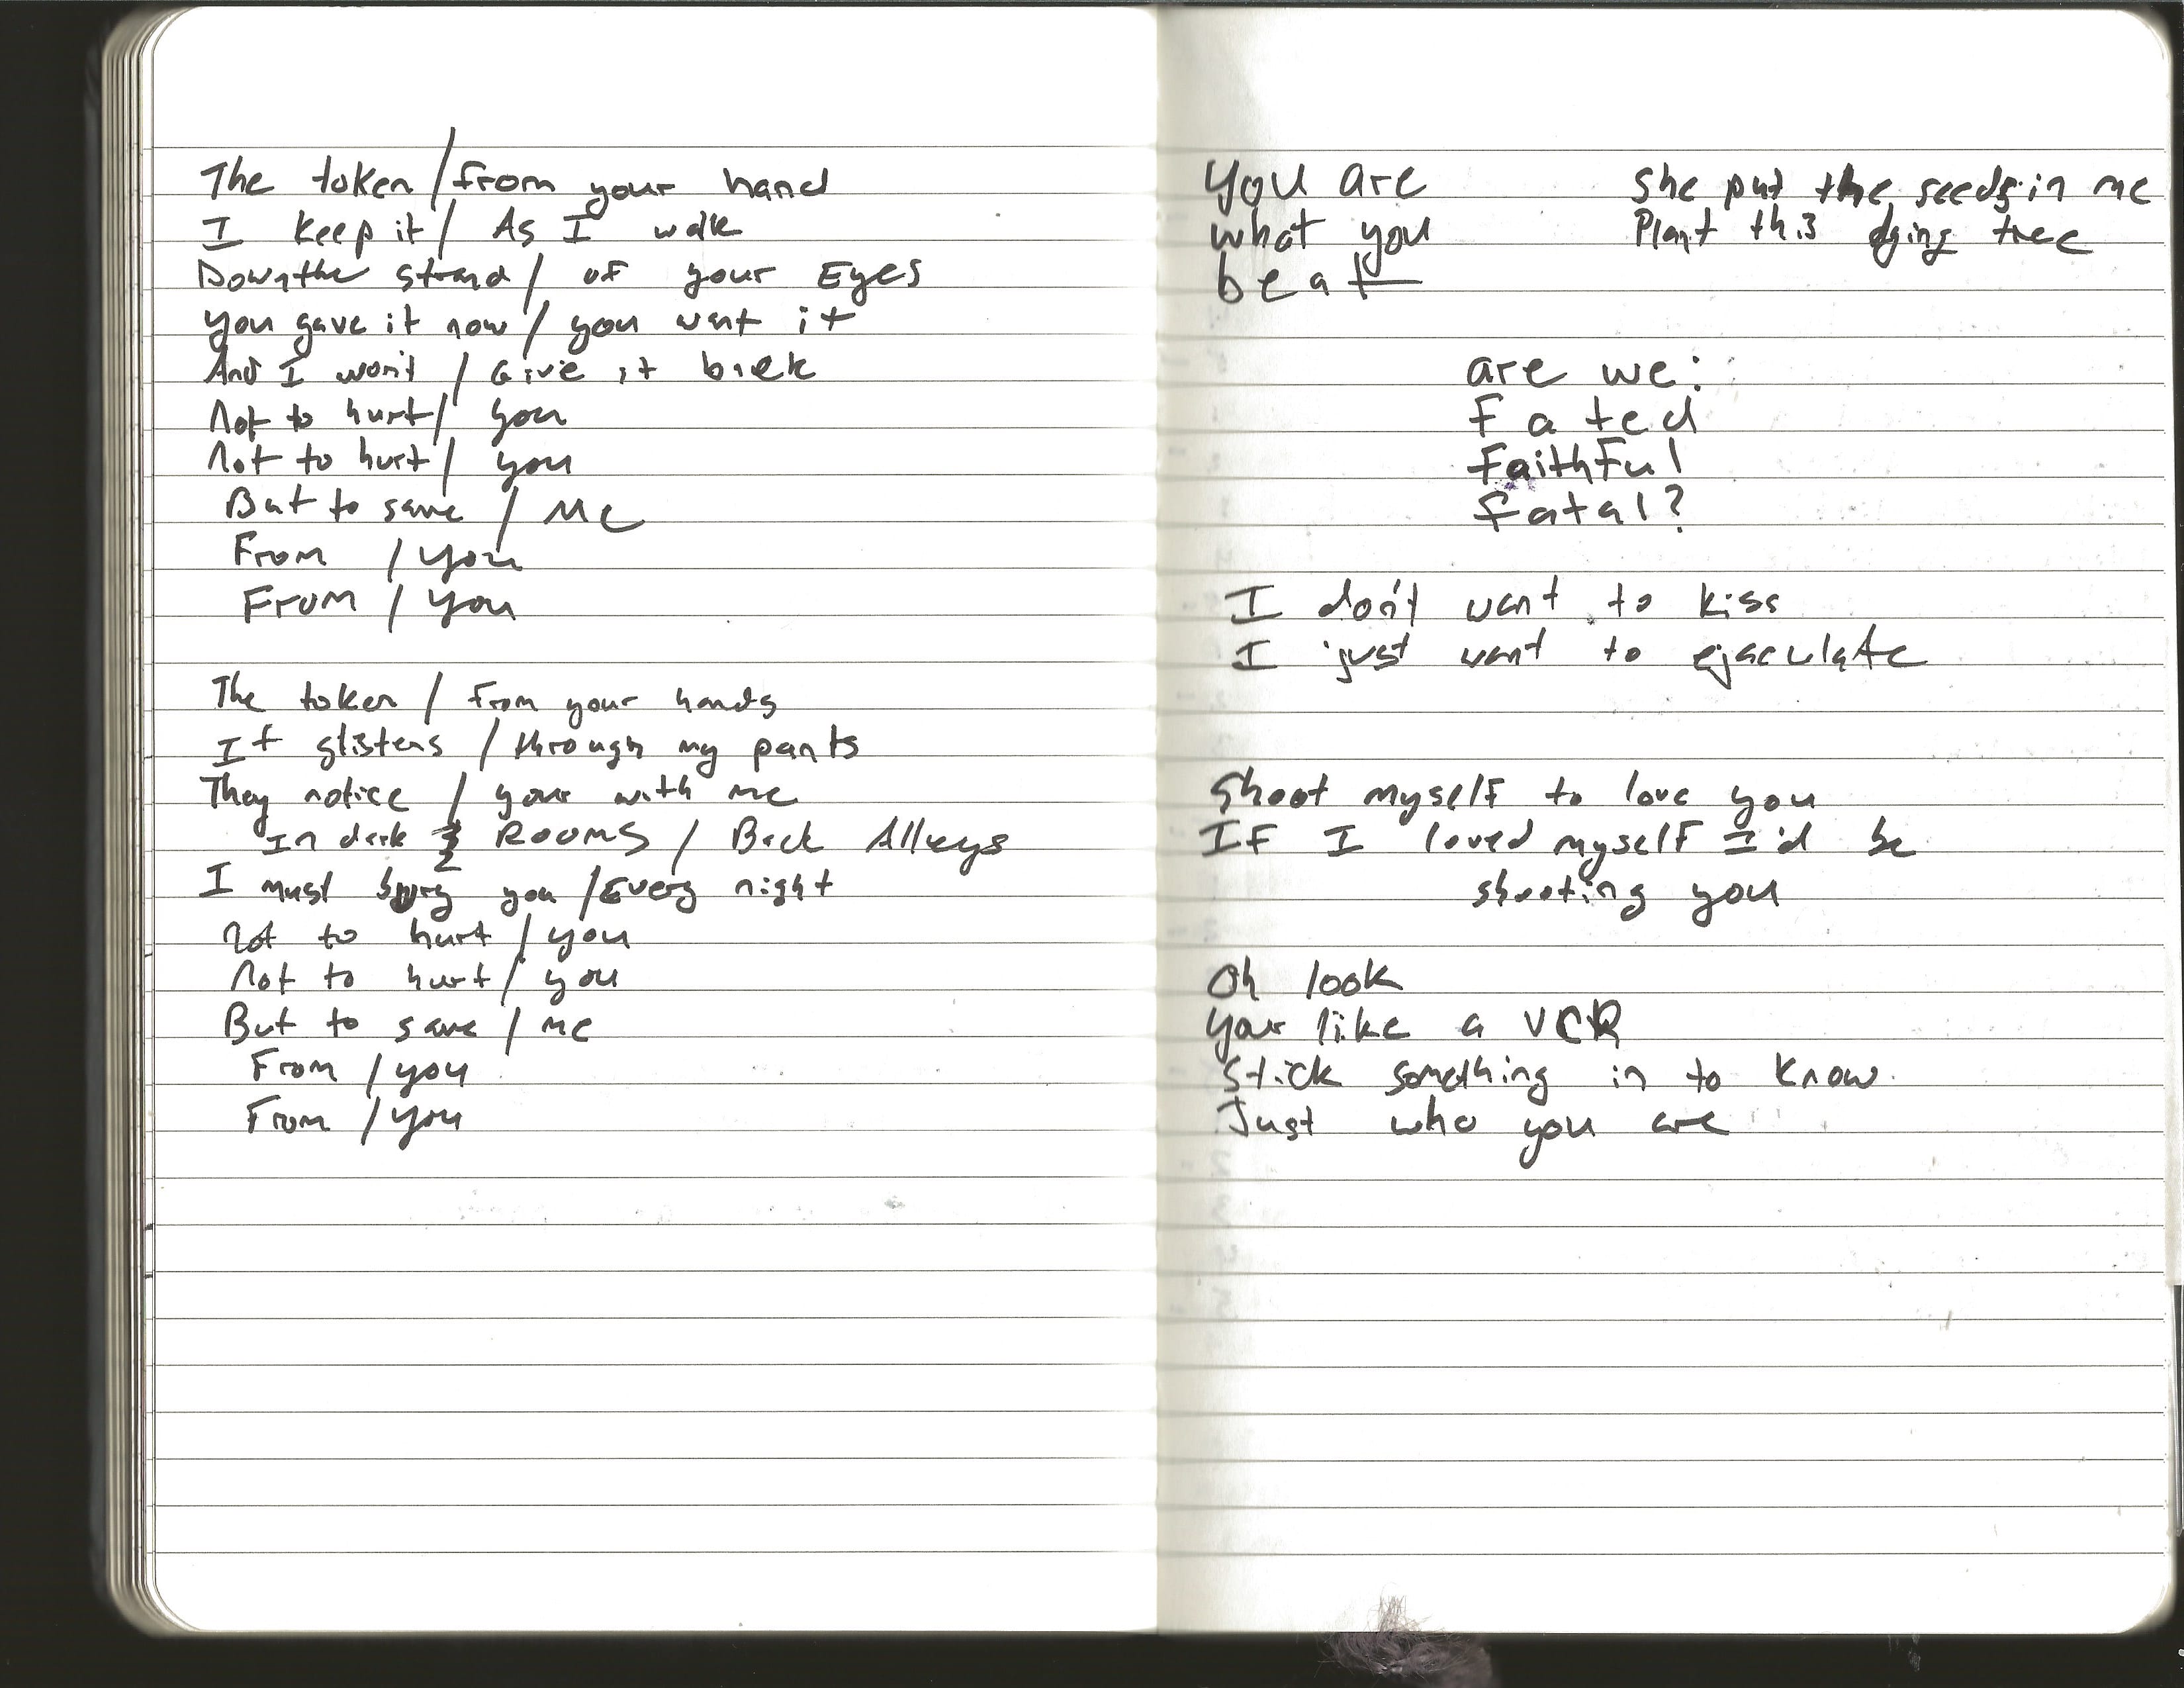 The token / from your hand
I keep it / As I walk
Down the strand / of your Eyes
you gave it now / you want it
And I won't / Give it back
Not to hurt / you
Not to hurt / you
But to save / Me
From / you
From / you
The token / From your hands
It glistens / through my pants
They notice / your with me
In dark & ROOMS / Back Alleys
I must bury you / Every night
Not to hurt / you
Not to hurt / you
But to save / me
From / you
From / you
you are
what you
beat
she put the seeds in me
Plant this dying tree
are we:
fated
Faithful
fatal?
I don't want to kiss
I just want to ejaculate
Shoot myself to love you
If I loved myself I'd be
shooting you
Oh look
your like a VCR
Stick something in to know
Just who you are